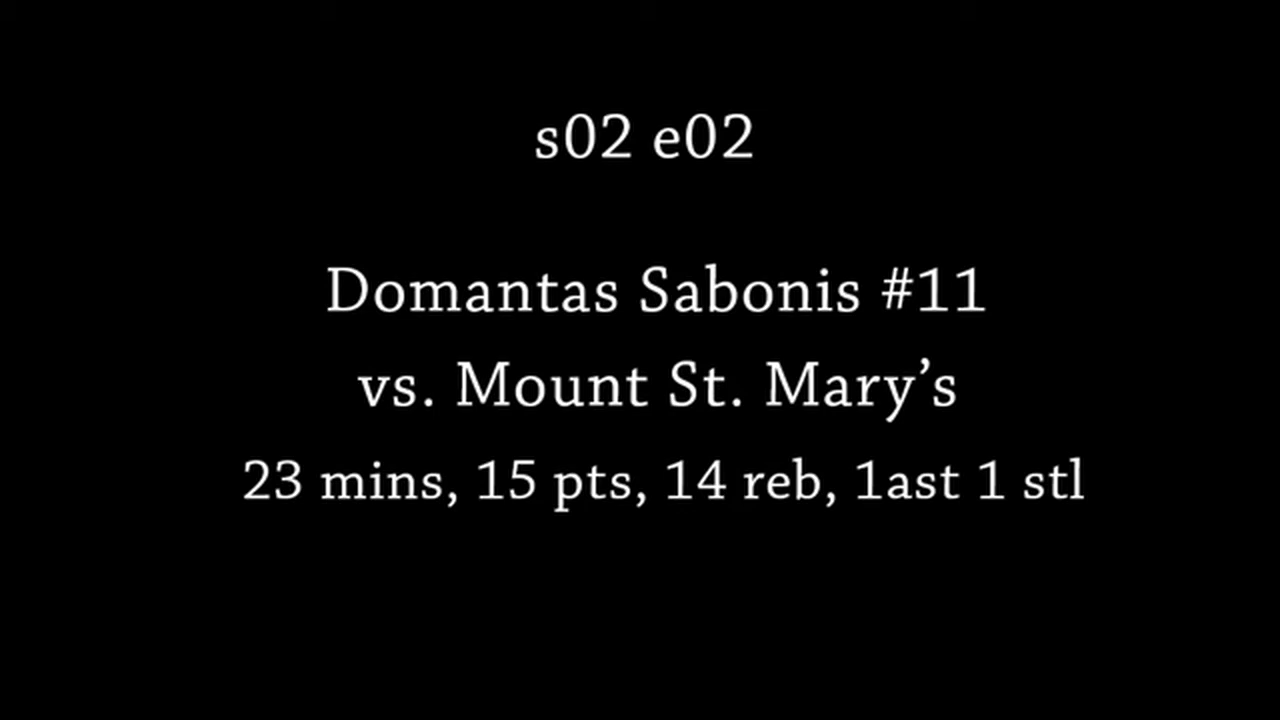 s02 e02
Domantas Sabonis #11
vs. Mount St. Mary’s
23 mins, 15 pts, 14 reb, 1ast 1 stl